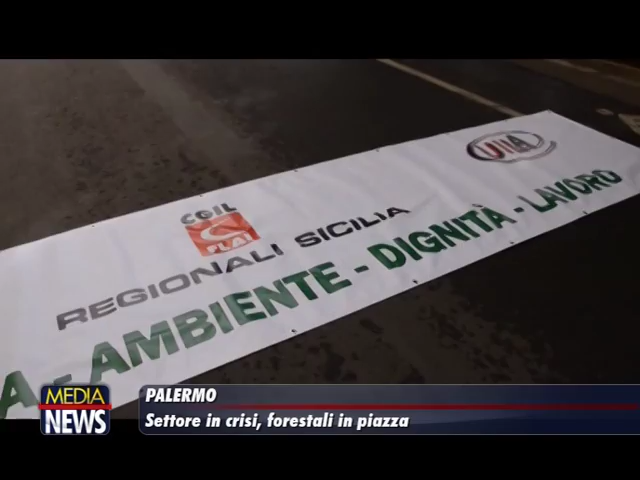 UILA
CGIL
FLAI
REGIONALI SICILIA
A - AMBIENTE - DIGNITÀ - LAVORO
MEDIA
NEWS
PALERMO
Settore in crisi, forestali in piazza